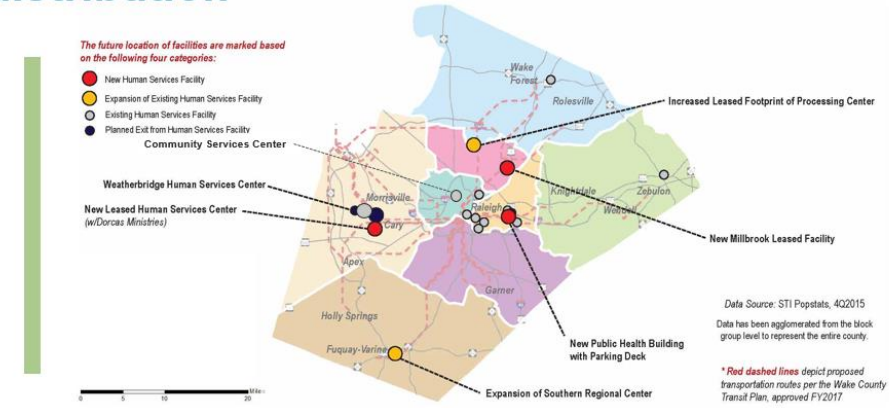 The future location of facilities are marked based
on the following four categories:
New Human Services Facility
Expansion of Existing Human Services Facility
Existing Human Services Facility
Planned Exit from Human Services Facility
Community Services Center
Weatherbridge Human Services Center
New Leased Human Services Center
(w/Dorcas Ministries)
Wake
Forest
Rolesville
Increased Leased Footprint of Processing Center
Morrisville
Cary
Raleigh
Knightdale
Wendell
Zebulon
New Millbrook Leased Facility
Apex
Garner
Holly Springs
Fuquay-Varina
New Public Health Building
with Parking Deck
Expansion of Southern Regional Center
Data Source: STI Popstats, 4Q2015
Data has been agglomerated from the block
group level to represent the entire county.
* Red dashed lines depict proposed
transportation routes per the Wake County
Transit Plan, approved FY2017
0 5 10 20
Miles